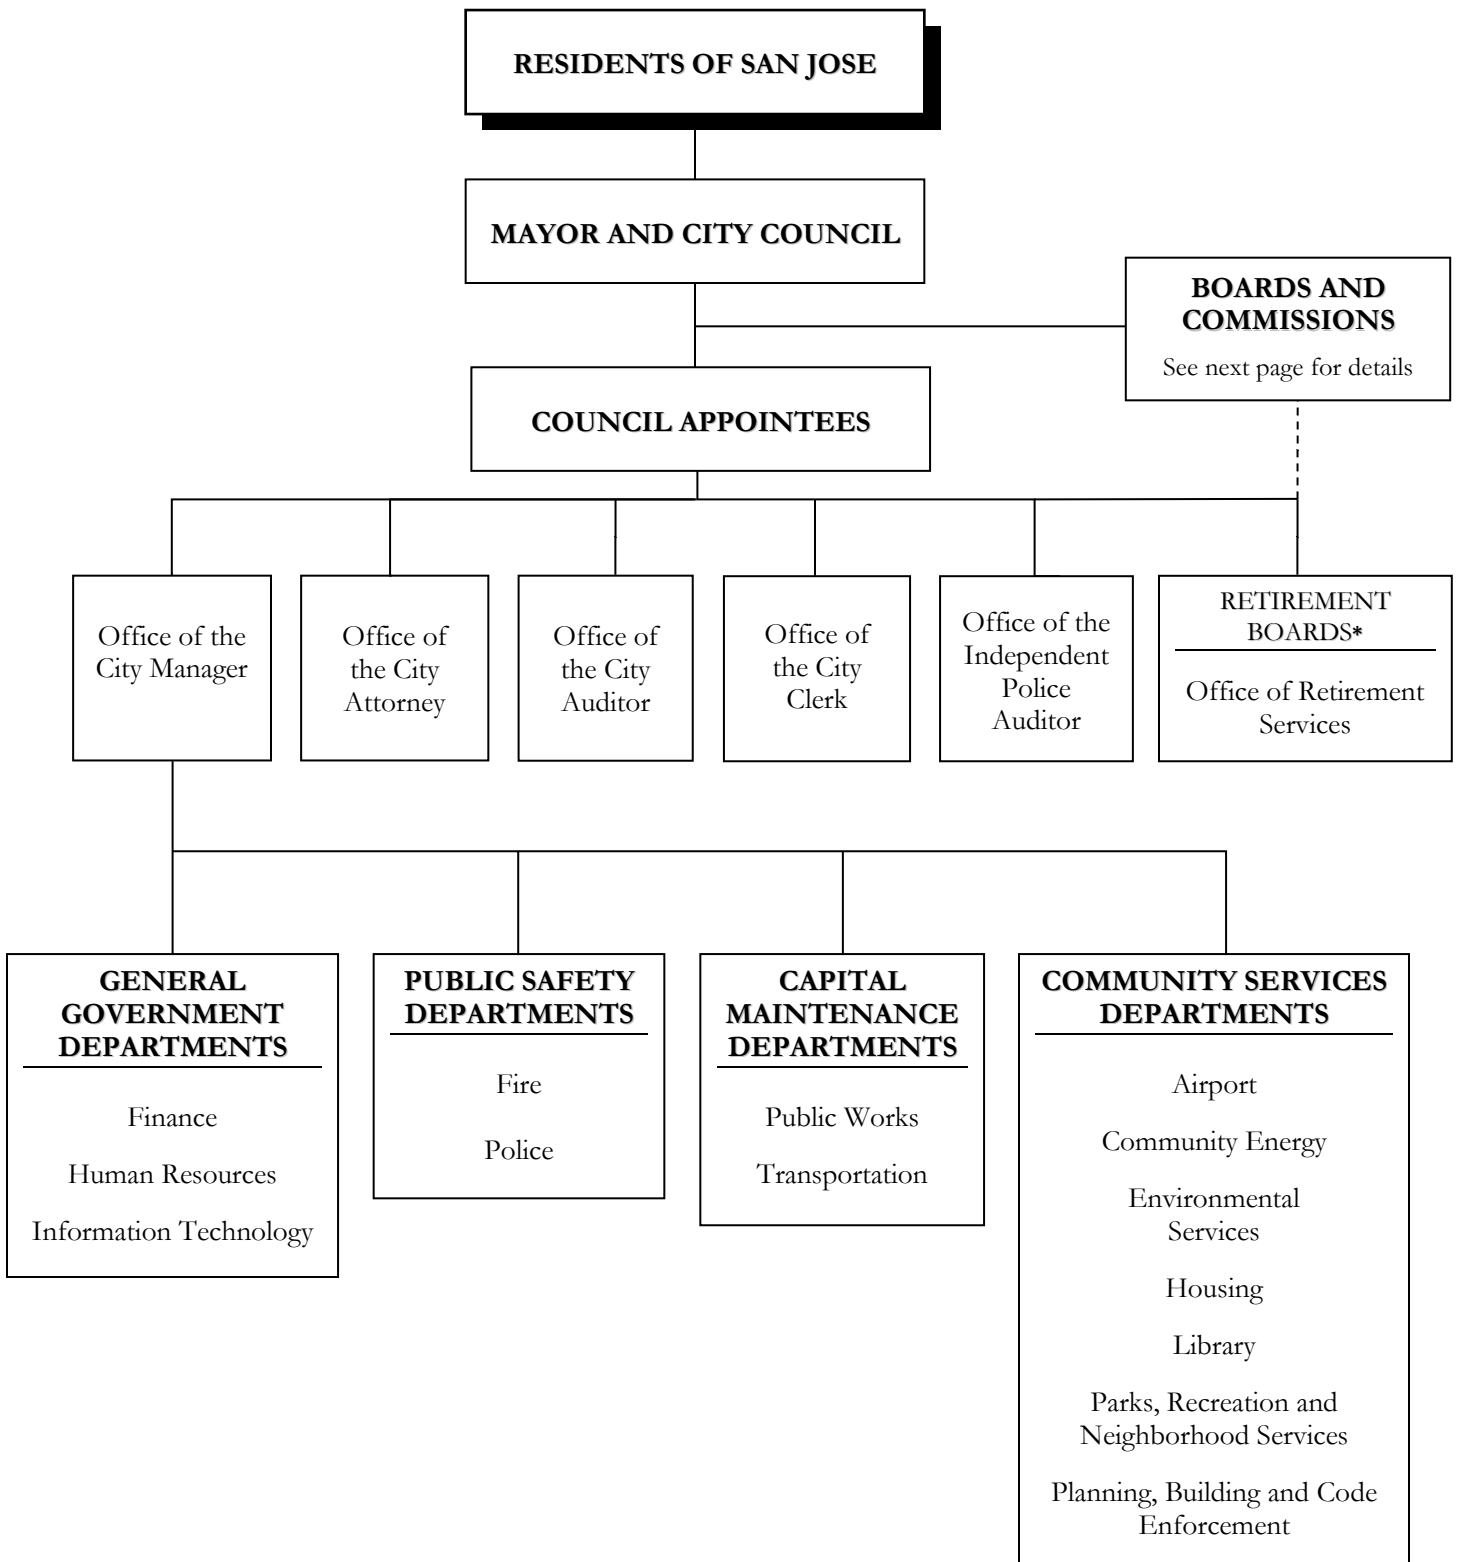 RESIDENTS OF SAN JOSE
MAYOR AND CITY COUNCIL
BOARDS AND
COMMISSIONS
See next page for details
COUNCIL APPOINTEES
Office of the
City Manager
Office of
the City
Attorney
Office of
the City
Auditor
Office of
the City
Clerk
Office of the
Independent
Police
Auditor
RETIREMENT
BOARDS*
Office of Retirement
Services
GENERAL
GOVERNMENT
DEPARTMENTS
Finance
Human Resources
Information Technology
PUBLIC SAFETY
DEPARTMENTS
Fire
Police
CAPITAL
MAINTENANCE
DEPARTMENTS
Public Works
Transportation
COMMUNITY SERVICES
DEPARTMENTS
Airport
Community Energy
Environmental
Services
Housing
Library
Parks, Recreation and
Neighborhood Services
Planning, Building and Code
Enforcement